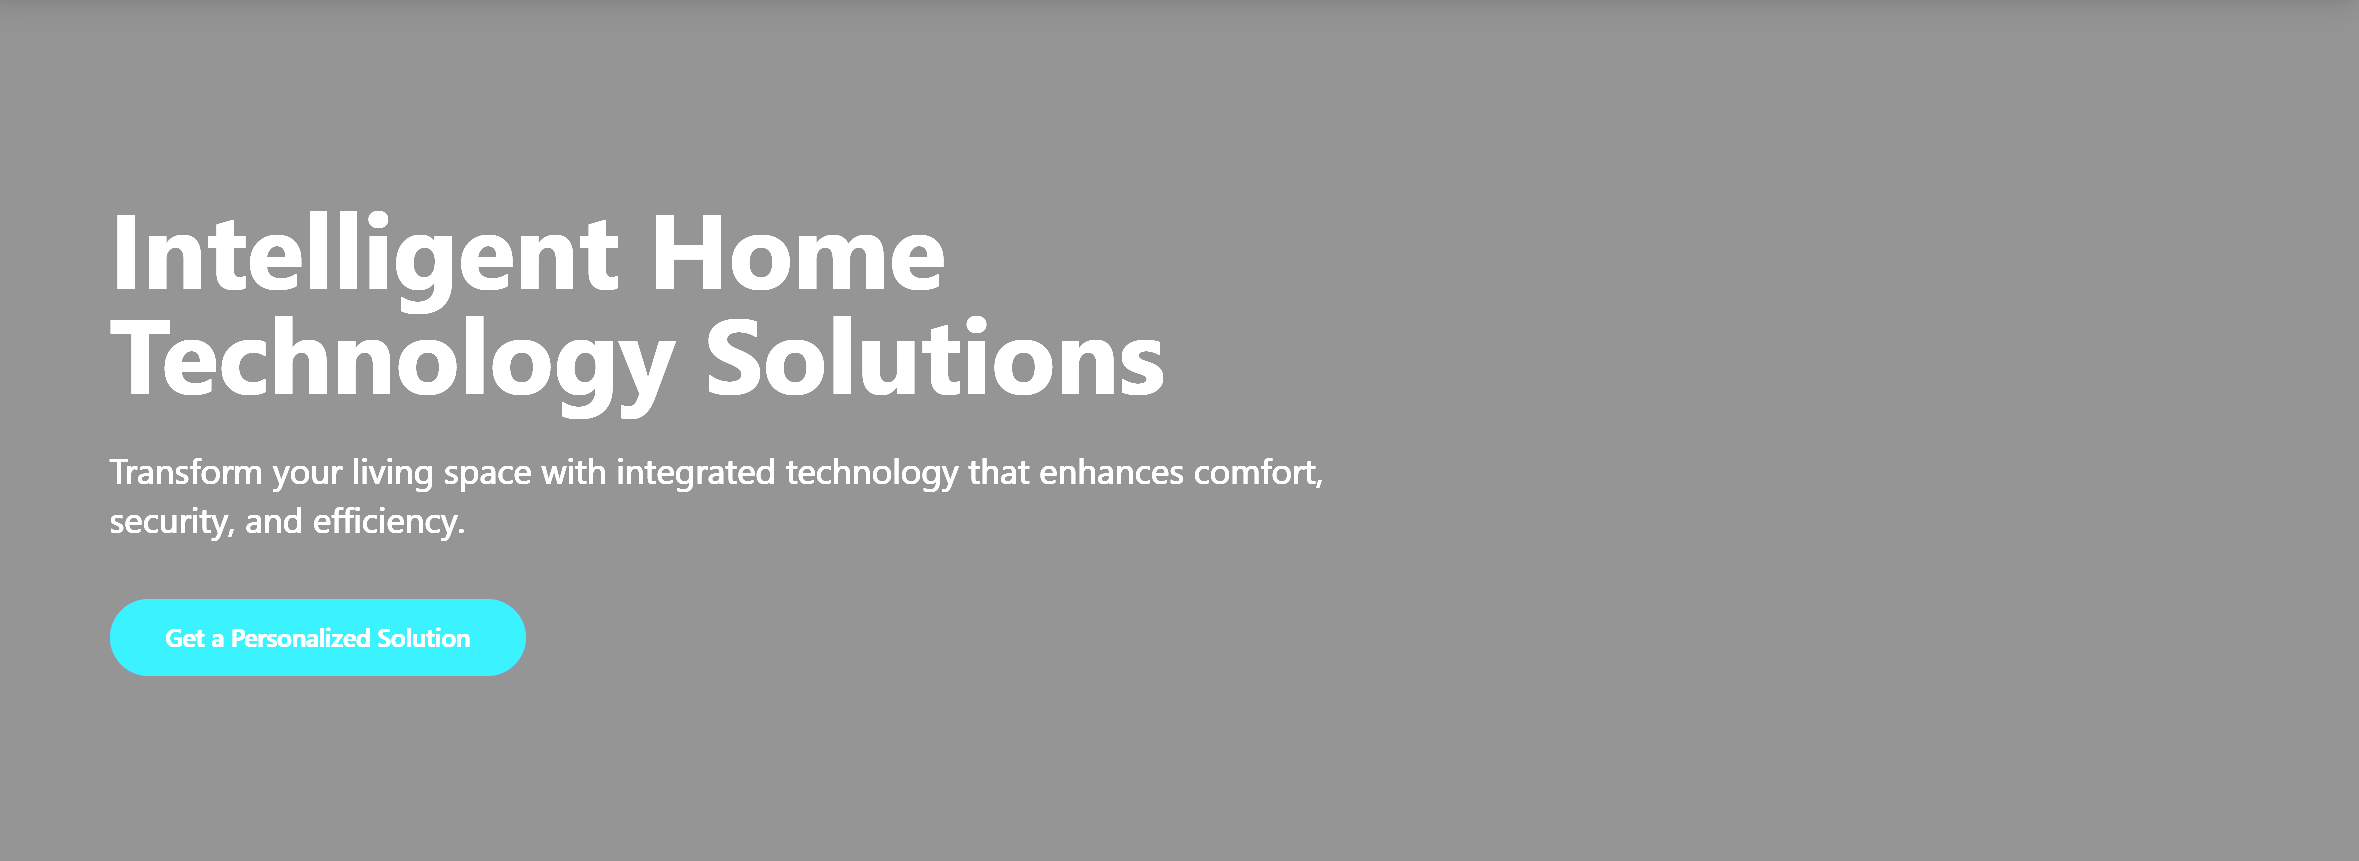 Intelligent Home
Technology Solutions
Transform your living space with integrated technology that enhances comfort,
security, and efficiency.
Get a Personalized Solution